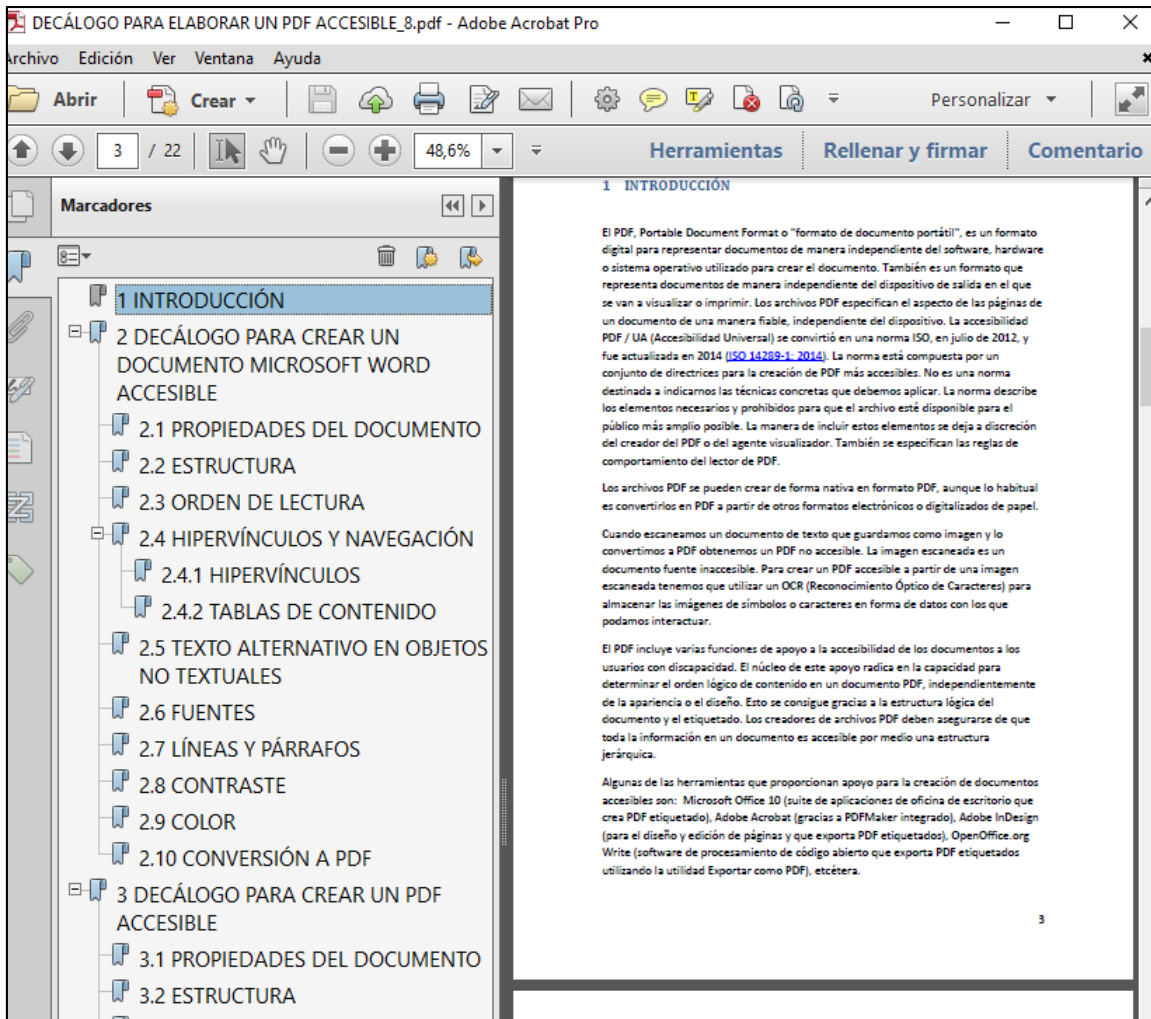 DECÁLOGO PARA ELABORAR UN PDF ACCESIBLE_8.pdf - Adobe Acrobat Pro
Archivo Edición Ver Ventana Ayuda
Abrir Crear Personalizar
3 / 22 48,6% Herramientas Rellenar y firmar Comentario
Marcadores
1 INTRODUCCIÓN
2 DECÁLOGO PARA CREAR UN
DOCUMENTO MICROSOFT WORD
ACCESIBLE
2.1 PROPIEDADES DEL DOCUMENTO
2.2 ESTRUCTURA
2.3 ORDEN DE LECTURA
2.4 HIPERVÍNCULOS Y NAVEGACIÓN
2.4.1 HIPERVÍNCULOS
2.4.2 TABLAS DE CONTENIDO
2.5 TEXTO ALTERNATIVO EN OBJETOS
NO TEXTUALES
2.6 FUENTES
2.7 LÍNEAS Y PÁRRAFOS
2.8 CONTRASTE
2.9 COLOR
2.10 CONVERSIÓN A PDF
3 DECÁLOGO PARA CREAR UN PDF
ACCESIBLE
3.1 PROPIEDADES DEL DOCUMENTO
3.2 ESTRUCTURA
1 INTRODUCCIÓN
El PDF, Portable Document Format o "formato de documento portátil", es un formato
digital para representar documentos de manera independiente del software, hardware
o sistema operativo utilizado para crear el documento. También es un formato que
representa documentos de manera independiente del dispositivo de salida en el que
se van a visualizar o imprimir. Los archivos PDF especifican el aspecto de las páginas de
un documento de una manera fiable, independiente del dispositivo. La accesibilidad
PDF / UA (Accesibilidad Universal) se convirtió en una norma ISO, en julio de 2012, y
fue actualizada en 2014 (ISO 14289-1: 2014). La norma está compuesta por un
conjunto de directrices para la creación de PDF más accesibles. No es una norma
destinada a indicarnos las técnicas concretas que debemos aplicar. La norma describe
los elementos necesarios y prohibidos para que el archivo esté disponible para el
público más amplio posible. La manera de incluir estos elementos se deja a discreción
del creador del PDF o del agente visualizador. También se especifican las reglas de
comportamiento del lector de PDF.
Los archivos PDF se pueden crear de forma nativa en formato PDF, aunque lo habitual
es convertirlos en PDF a partir de otros formatos electrónicos o digitalizados de papel.
Cuando escaneamos un documento de texto que guardamos como imagen y lo
convertimos a PDF obtenemos un PDF no accesible. La imagen escaneada es un
documento fuente inaccesible. Para crear un PDF accesible a partir de una imagen
escaneada tenemos que utilizar un OCR (Reconocimiento Óptico de Caracteres) para
almacenar las imágenes de símbolos o caracteres en forma de datos con los que
podamos interactuar.
El PDF incluye varias funciones de apoyo a la accesibilidad de los documentos a los
usuarios con discapacidad. El núcleo de este apoyo radica en la capacidad para
determinar el orden lógico de contenido en un documento PDF, independientemente
de la apariencia o el diseño. Esto se consigue gracias a la estructura lógica del
documento y el etiquetado. Los creadores de archivos PDF deben asegurarse de que
toda la información en un documento es accesible por medio una estructura
jerárquica.
Algunas de las herramientas que proporcionan apoyo para la creación de documentos
accesibles son: Microsoft Office 10 (suite de aplicaciones de oficina de escritorio que
crea PDF etiquetado), Adobe Acrobat (gracias a PDFMaker integrado), Adobe InDesign
(para el diseño y edición de páginas y que exporta PDF etiquetados), OpenOffice.org
Write (software de procesamiento de código abierto que exporta PDF etiquetados
utilizando la utilidad Exportar como PDF), etcétera.
3